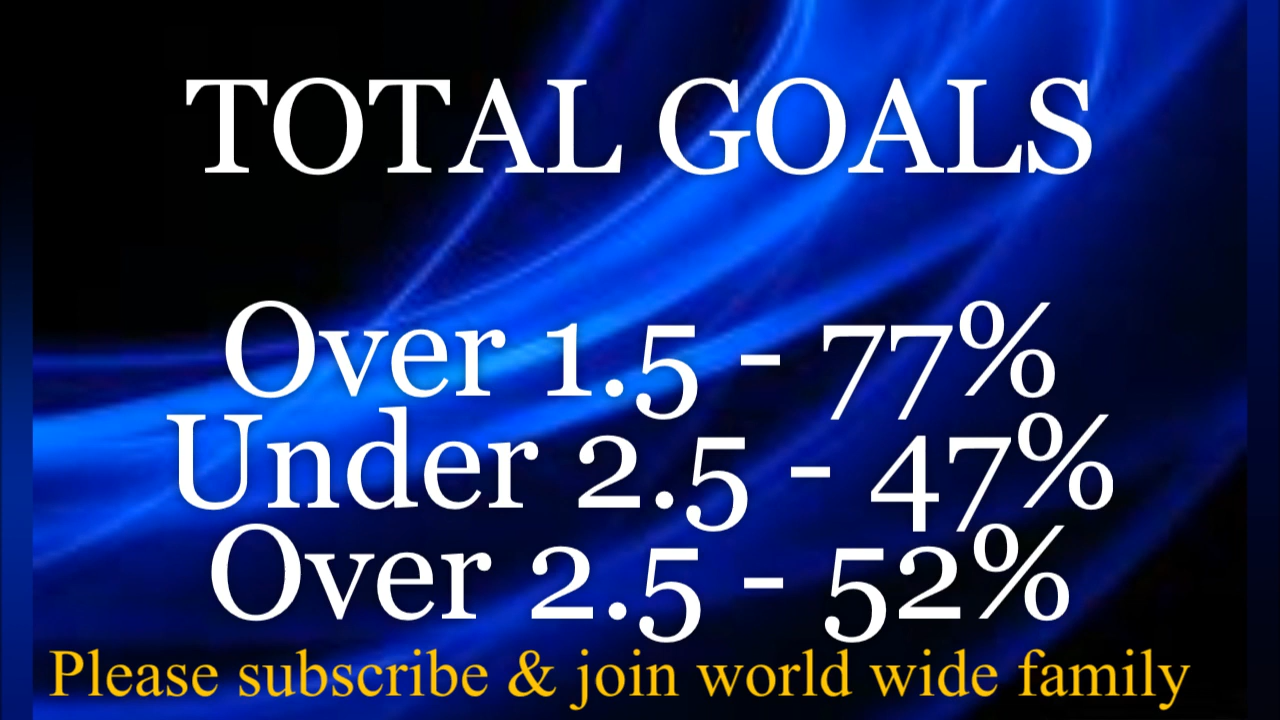 TOTAL GOALS
Over 1.5 - 77%
Under 2.5 - 47%
Over 2.5 - 52%
Please subscribe & join world wide family